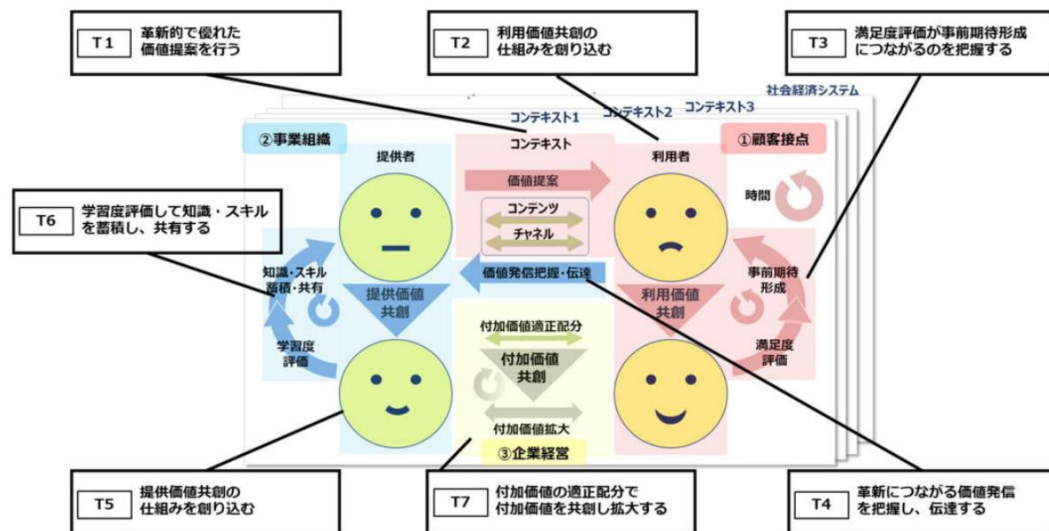 T1 革新的で優れた
価値提案を行う
T2 利用価値共創の
仕組みを創り込む
T3 満足度評価が事前期待形成
につながるのを把握する
社会経済システム
コンテキスト1
コンテキスト2
コンテキスト3
②事業組織
提供者
コンテキスト
利用者
①顧客接点
価値提案
時間
コンテンツ
チャネル
T6 学習度評価して知識・スキル
を蓄積し、共有する
知識・スキル
蓄積・共有
価値発信把握・伝達
事前期待
形成
提供価値
共創
利用価値
共創
付加価値適正配分
学習度
評価
付加価値
共創
満足度
評価
付加価値拡大
③企業経営
T5 提供価値共創の
仕組みを創り込む
T7 付加価値の適正配分で
付加価値を共創し拡大する
T4 革新につながる価値発信
を把握し、伝達する